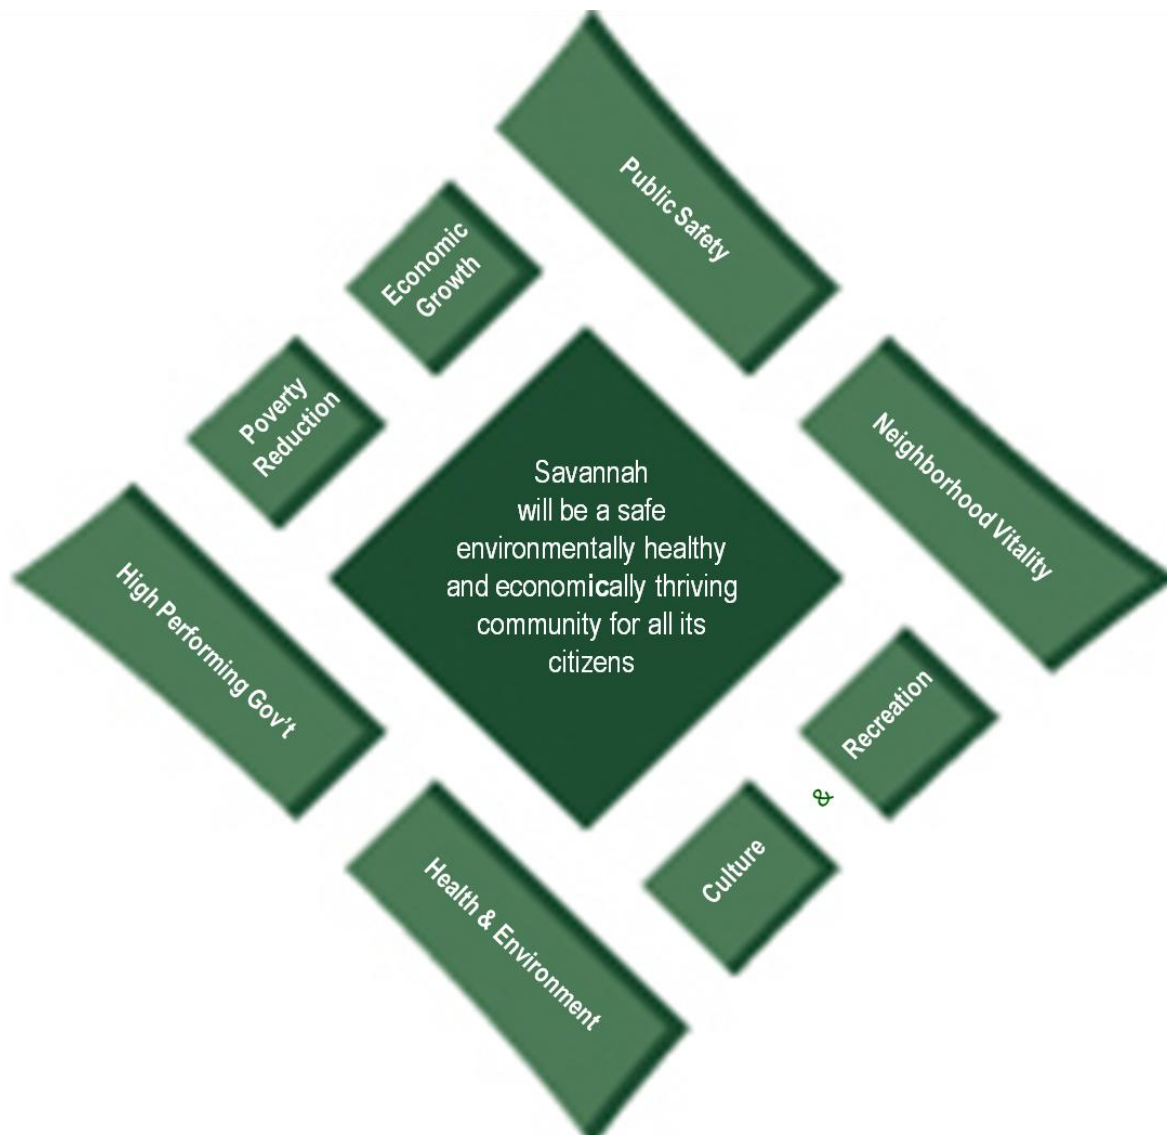 Public Safety
Economic
Growth
Poverty
Reduction
Neighborhood Vitality
Savannah
will be a safe
environmentally healthy
and economically thriving
community for all its
citizens
High Performing Gov't
Recreation
&
Culture
Health & Environment